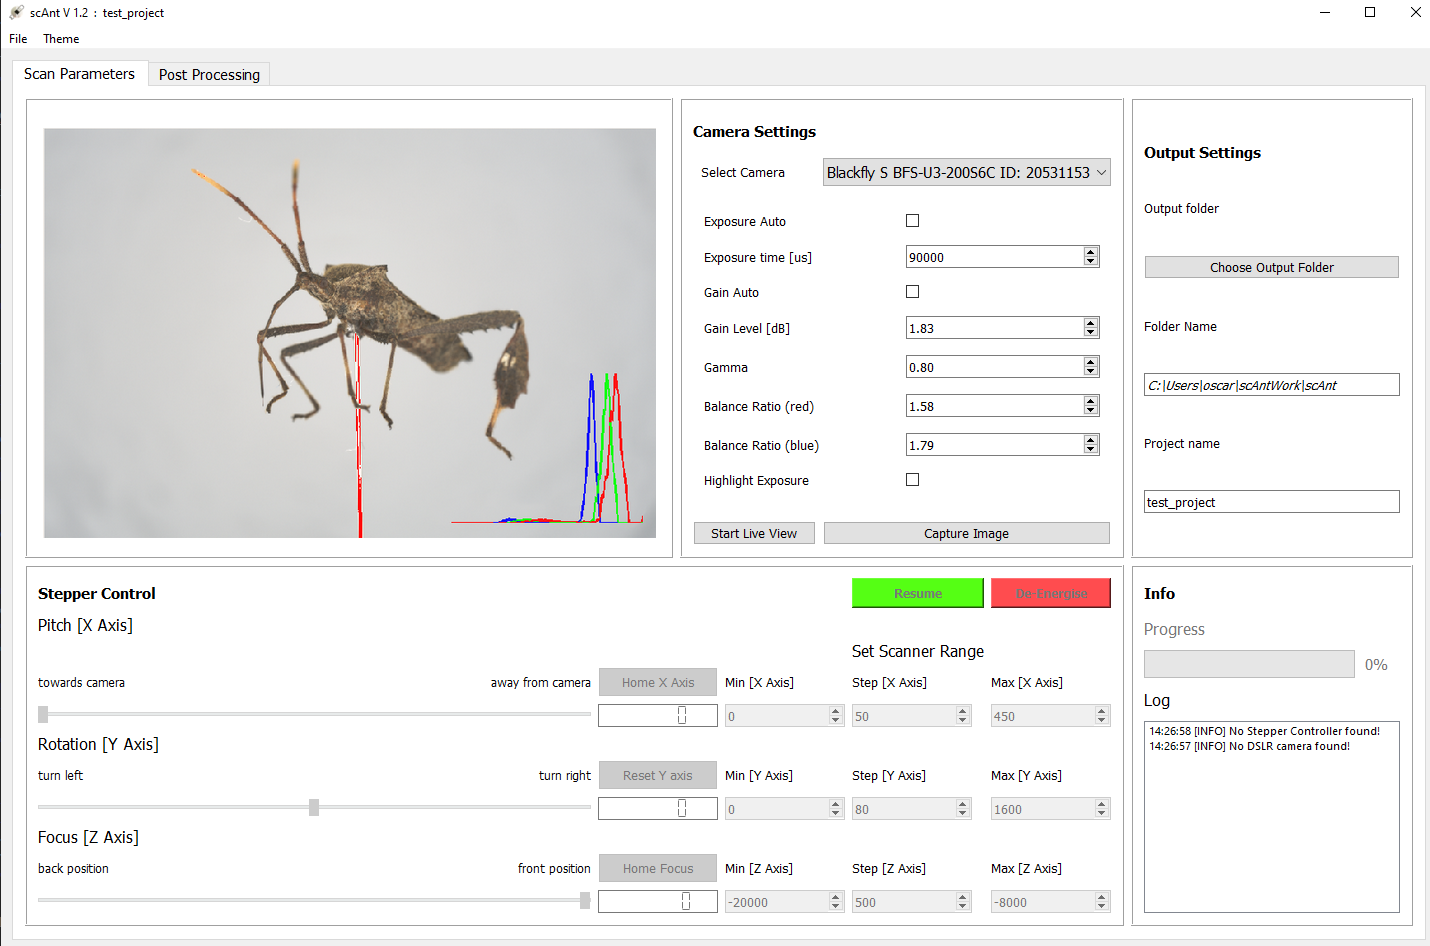 scAnt V 1.2 : test_project
File Theme
Scan Parameters Post Processing
Camera Settings
Select Camera Blackfly S BFS-U3-200S6C ID: 20531153
Exposure Auto
Exposure time [us] 90000
Gain Auto
Gain Level [dB] 1.83
Gamma 0.80
Balance Ratio (red) 1.58
Balance Ratio (blue) 1.79
Highlight Exposure
Start Live View Capture Image
Output Settings
Output folder
Choose Output Folder
Folder Name
C:\Users\oscar\scAntWork\scAnt
Project name
test_project
Stepper Control Resume De-Energise
Pitch [X Axis]
Set Scanner Range
towards camera away from camera Home X Axis Min [X Axis] Step [X Axis] Max [X Axis]
0 0 50 450
Rotation [Y Axis]
turn left turn right Reset Y axis Min [Y Axis] Step [Y Axis] Max [Y Axis]
0 0 80 1600
Focus [Z Axis]
back position front position Home Focus Min [Z Axis] Step [Z Axis] Max [Z Axis]
0 -20000 500 -8000
Info
Progress
0%
Log
14:26:58 [INFO] No Stepper Controller found!
14:26:57 [INFO] No DSLR camera found!